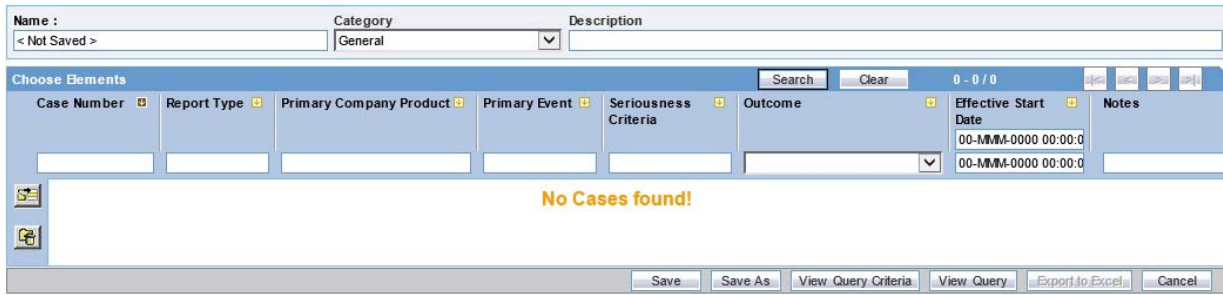 Name :
Category
Description
< Not Saved >
General
Choose Elements
Search
Clear
0 - 0 / 0
Case Number
Report Type
Primary Company Product
Primary Event
Seriousness
Criteria
Outcome
Effective Start
Date
Notes
00-MMM-0000 00:00:0
00-MMM-0000 00:00:0
No Cases found!
Save
Save As
View Query Criteria
View Query
Export to Excel
Cancel